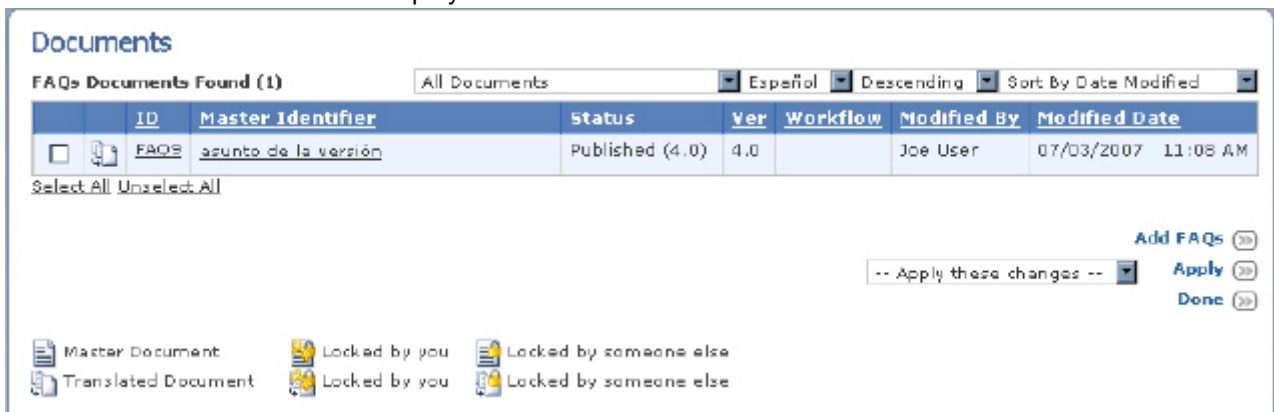 Documents
FAQs Documents Found (1) All Documents Español Descending Sort By Date Modified
ID Master Identifier Status Ver Workflow Modified By Modified Date
FAQ9 asunto de la versión Published (4.0) 4.0 Joe User 07/03/2007 11:08 AM
Select All Unselect All
Add FAQs
-- Apply these changes -- Apply
Done
Master Document Locked by you Locked by someone else
Translated Document Locked by you Locked by someone else